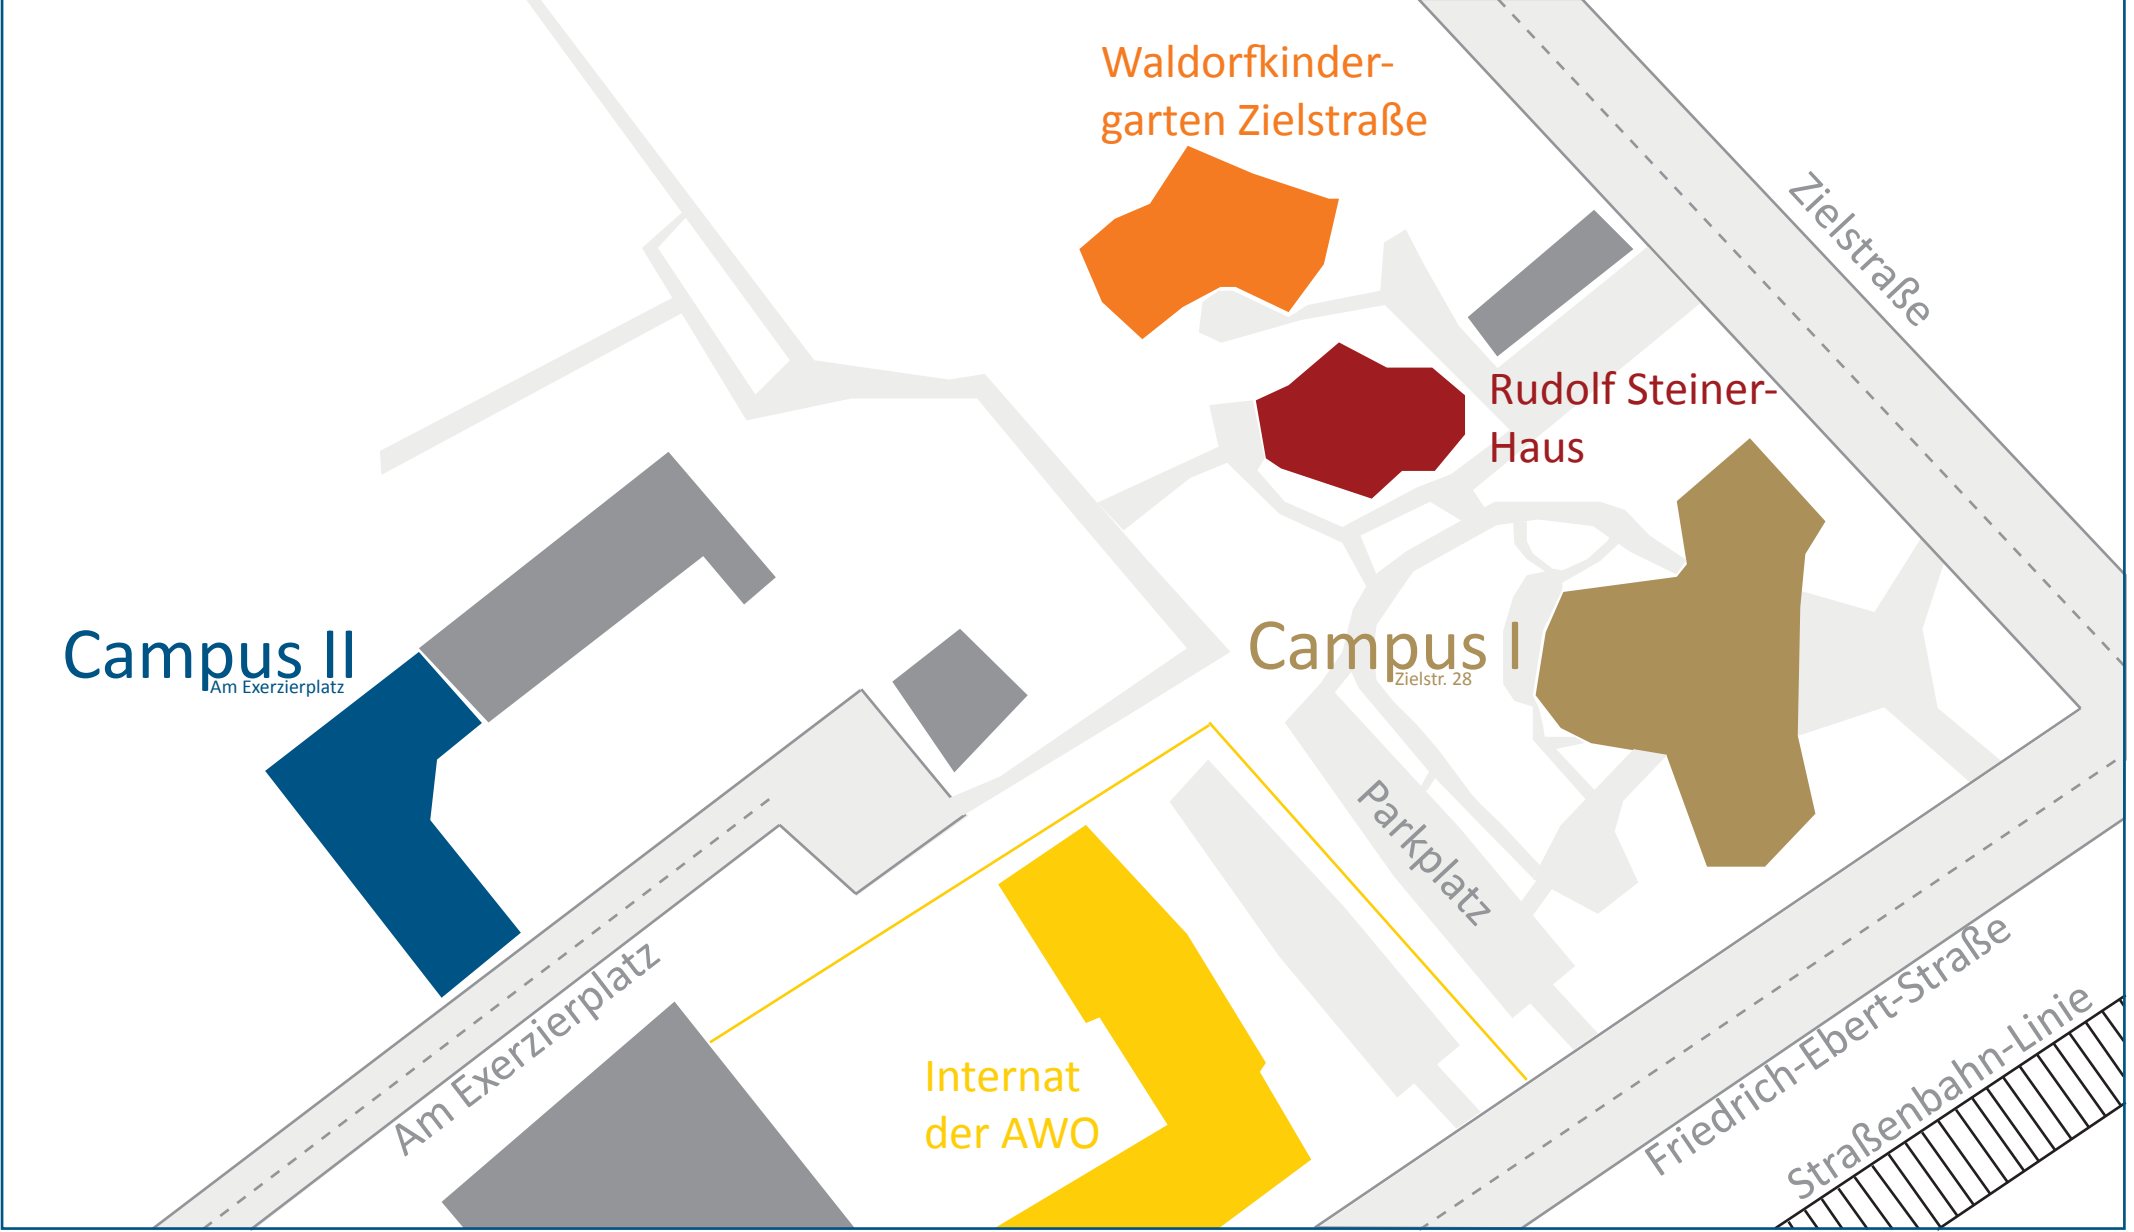 Waldorfkinder-
garten Zielstraße
Zielstraße
Rudolf Steiner-
Haus
Campus II
Am Exerzierplatz
Campus I
Zielstr. 28
Parkplatz
Am Exerzierplatz
Internat
der AWO
Friedrich-Ebert-Straße
Straßenbahn-Linie